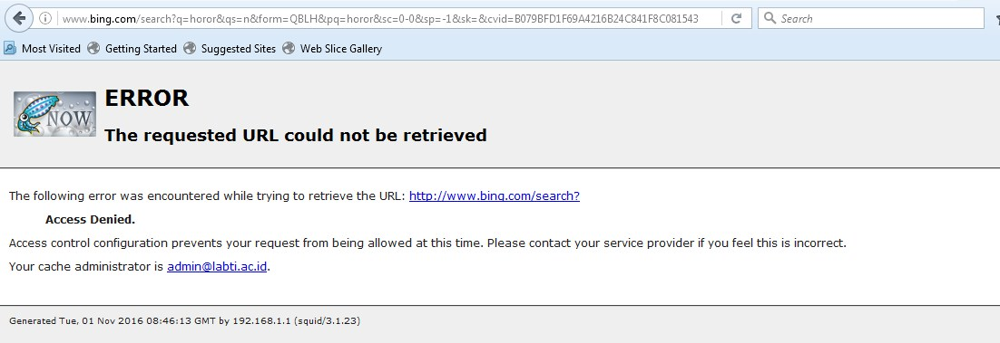 www.bing.com/search?q=horor&qs=n&form=QBLH&pq=horor&sc=0-0&sp=-1&sk=&cvid=B079BFD1F69A4216B24C841F8C081543
Search
Most Visited Getting Started Suggested Sites Web Slice Gallery
NOW
ERROR
The requested URL could not be retrieved
The following error was encountered while trying to retrieve the URL: http://www.bing.com/search?
Access Denied.
Access control configuration prevents your request from being allowed at this time. Please contact your service provider if you feel this is incorrect.
Your cache administrator is admin@labti.ac.id.
Generated Tue, 01 Nov 2016 08:46:13 GMT by 192.168.1.1 (squid/3.1.23)